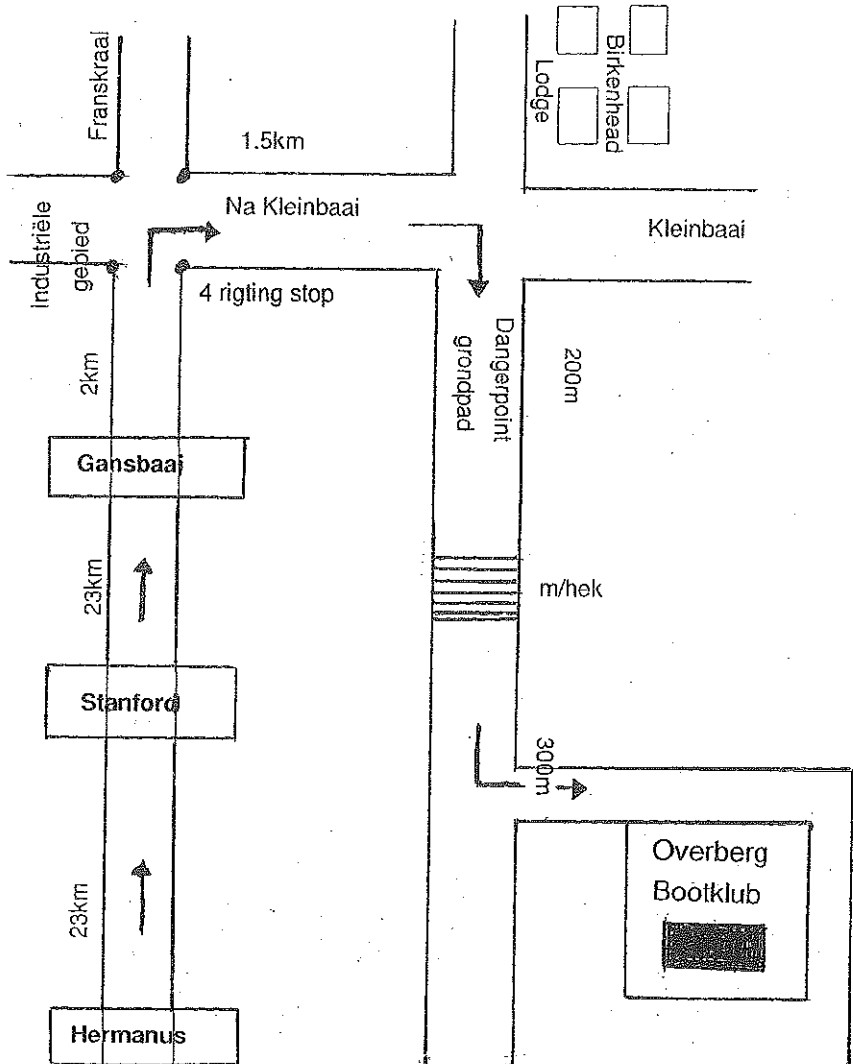 Franskraal
1.5km
Birkenhead
Lodge
Na Kleinbaai
Kleinbaai
Industriële
gebied
4 rigting stop
2km
Dangerpoint
grondpad
200m
Gansbaai
23km
m/hek
Stanford
300m
23km
Overberg
Bootklub
Hermanus